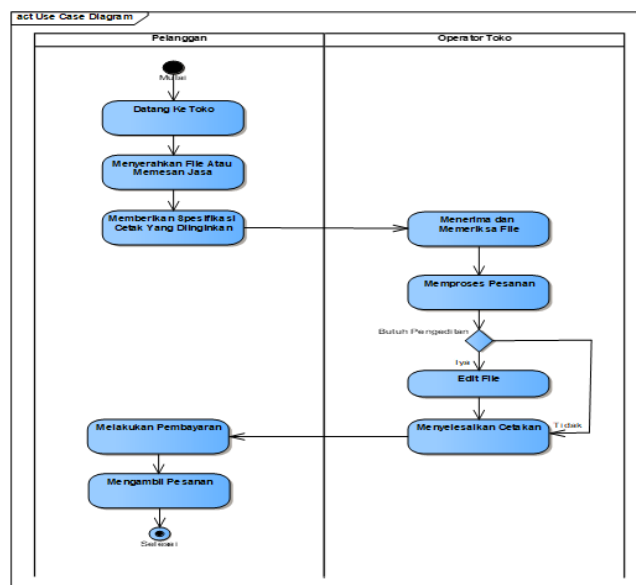 act Use Case Diagram
Pelanggan
Operator Toko
Mulai
Datang Ke Toko
Menyerahkan File Atau
Memesan Jasa
Memberikan Spesifikasi
Cetak Yang Diinginkan
Menerima dan
Memeriksa File
Memproses Pesanan
Butuh Pengeditan
Iya
Edit File
Tidak
Menyelesaikan Cetakan
Melakukan Pembayaran
Mengambil Pesanan
Selesai